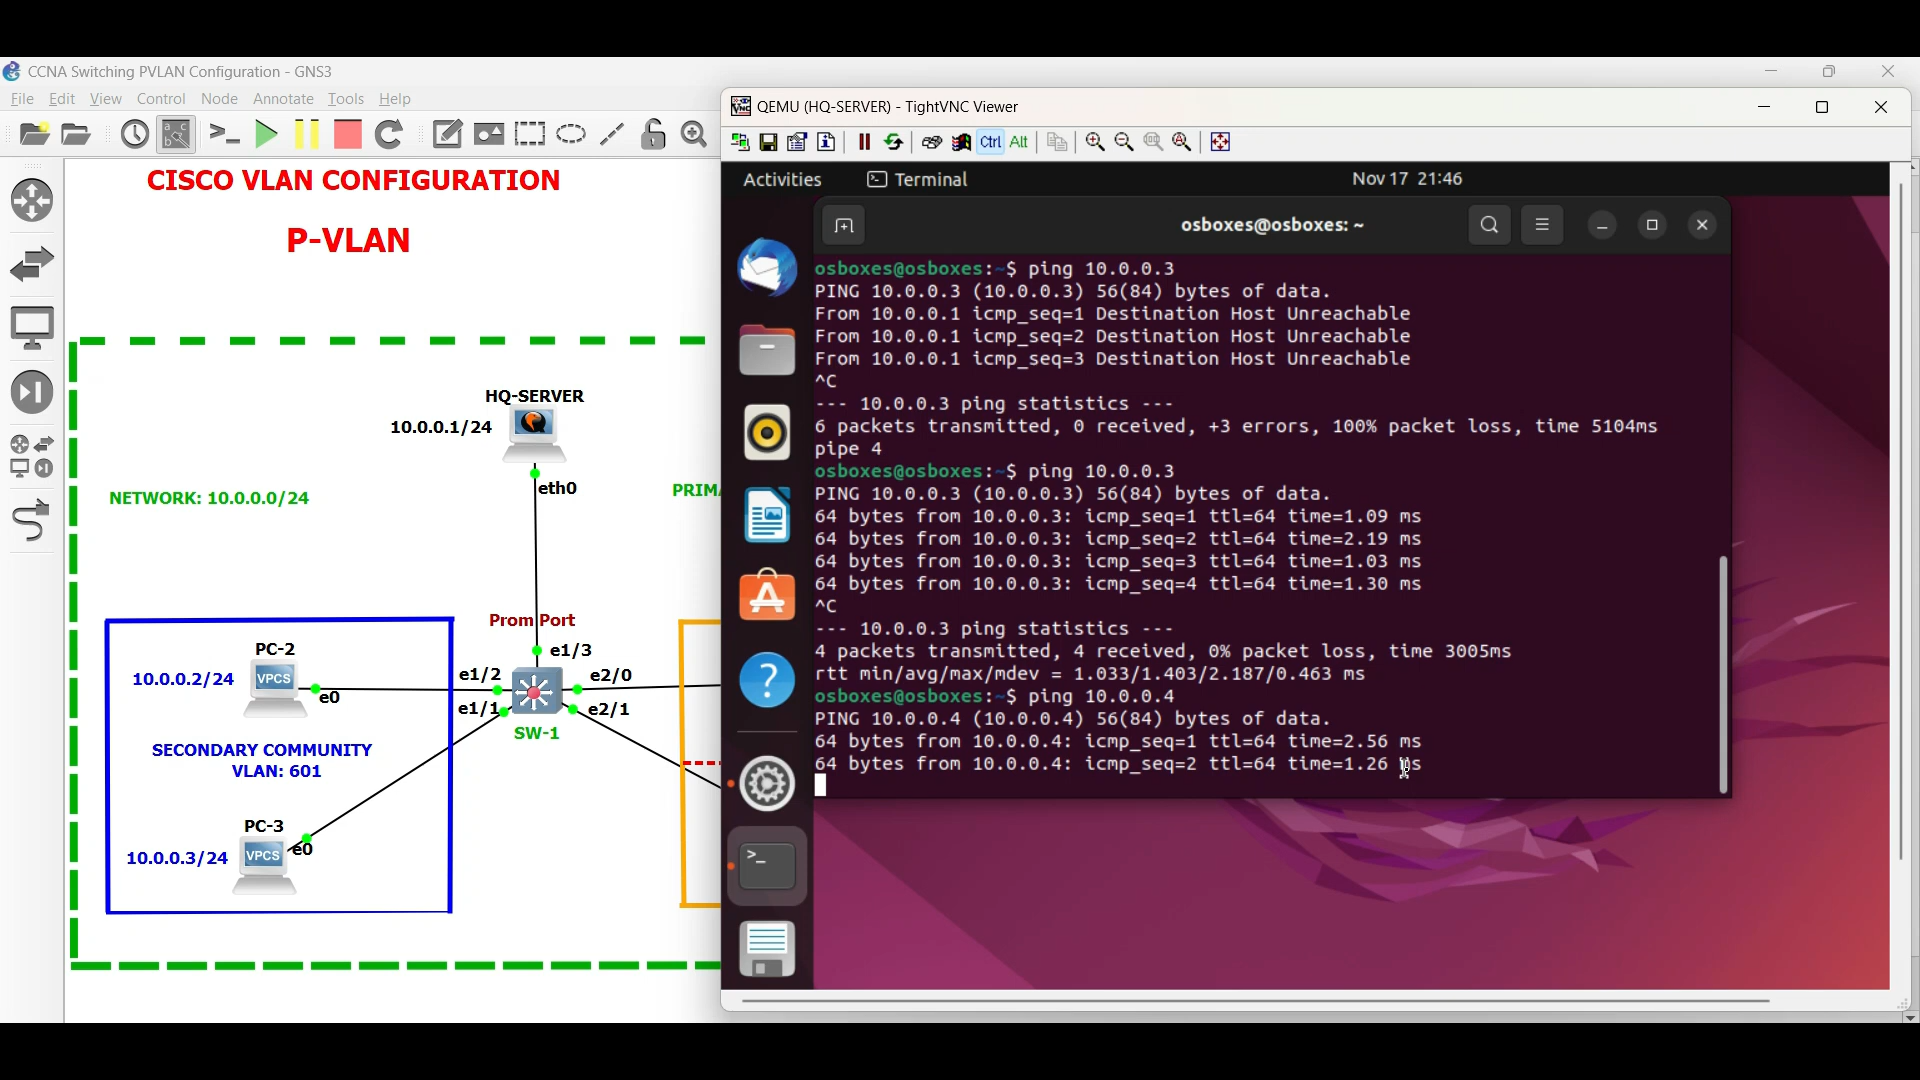 CCNA Switching PVLAN Configuration - GNS3
File Edit View Control Node Annotate Tools Help
CISCO VLAN CONFIGURATION
P-VLAN
HQ-SERVER
10.0.0.1/24
eth0
NETWORK: 10.0.0.0/24
PRIMA
Prom Port
e1/3
PC-2
10.0.0.2/24
VPCS
e0
e1/2
e2/0
e1/1
e2/1
SW-1
SECONDARY COMMUNITY
VLAN: 601
PC-3
10.0.0.3/24
VPCS
e0
QEMU (HQ-SERVER) - TightVNC Viewer
Ctrl Alt
Activities Terminal Nov 17 21:46
osboxes@osboxes: ~
osboxes@osboxes:~$ ping 10.0.0.3
PING 10.0.0.3 (10.0.0.3) 56(84) bytes of data.
From 10.0.0.1 icmp_seq=1 Destination Host Unreachable
From 10.0.0.1 icmp_seq=2 Destination Host Unreachable
From 10.0.0.1 icmp_seq=3 Destination Host Unreachable
^C
--- 10.0.0.3 ping statistics ---
6 packets transmitted, 0 received, +3 errors, 100% packet loss, time 5104ms
pipe 4
osboxes@osboxes:~$ ping 10.0.0.3
PING 10.0.0.3 (10.0.0.3) 56(84) bytes of data.
64 bytes from 10.0.0.3: icmp_seq=1 ttl=64 time=1.09 ms
64 bytes from 10.0.0.3: icmp_seq=2 ttl=64 time=2.19 ms
64 bytes from 10.0.0.3: icmp_seq=3 ttl=64 time=1.03 ms
64 bytes from 10.0.0.3: icmp_seq=4 ttl=64 time=1.30 ms
^C
--- 10.0.0.3 ping statistics ---
4 packets transmitted, 4 received, 0% packet loss, time 3005ms
rtt min/avg/max/mdev = 1.033/1.403/2.187/0.463 ms
osboxes@osboxes:~$ ping 10.0.0.4
PING 10.0.0.4 (10.0.0.4) 56(84) bytes of data.
64 bytes from 10.0.0.4: icmp_seq=1 ttl=64 time=2.56 ms
64 bytes from 10.0.0.4: icmp_seq=2 ttl=64 time=1.26 ms